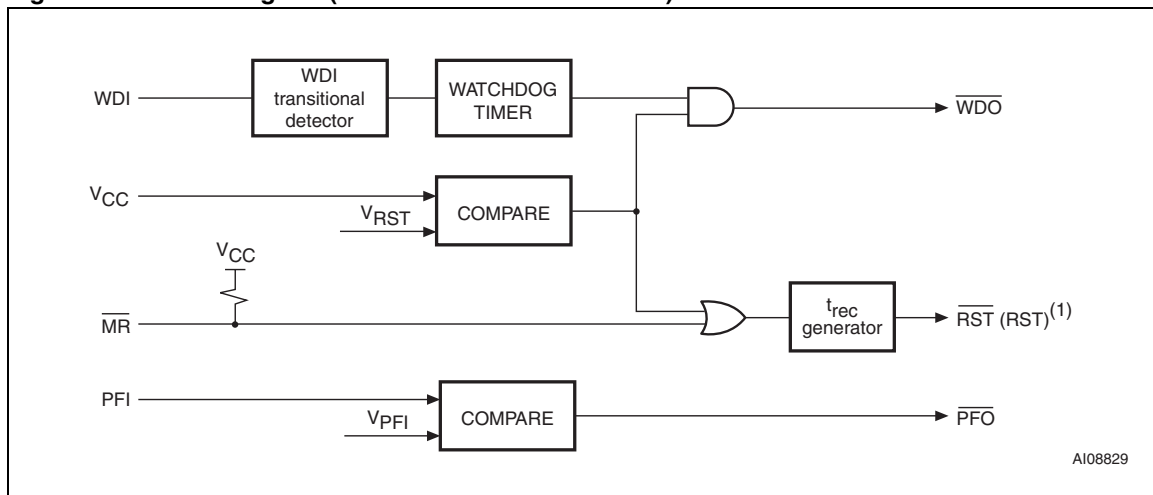 WDI
WDI
transitional
detector
WATCHDOG
TIMER
WDO
VCC
VRST
COMPARE
VCC
MR
trec
generator
RST (RST)(1)
PFI
VPFI
COMPARE
PFO
AI08829